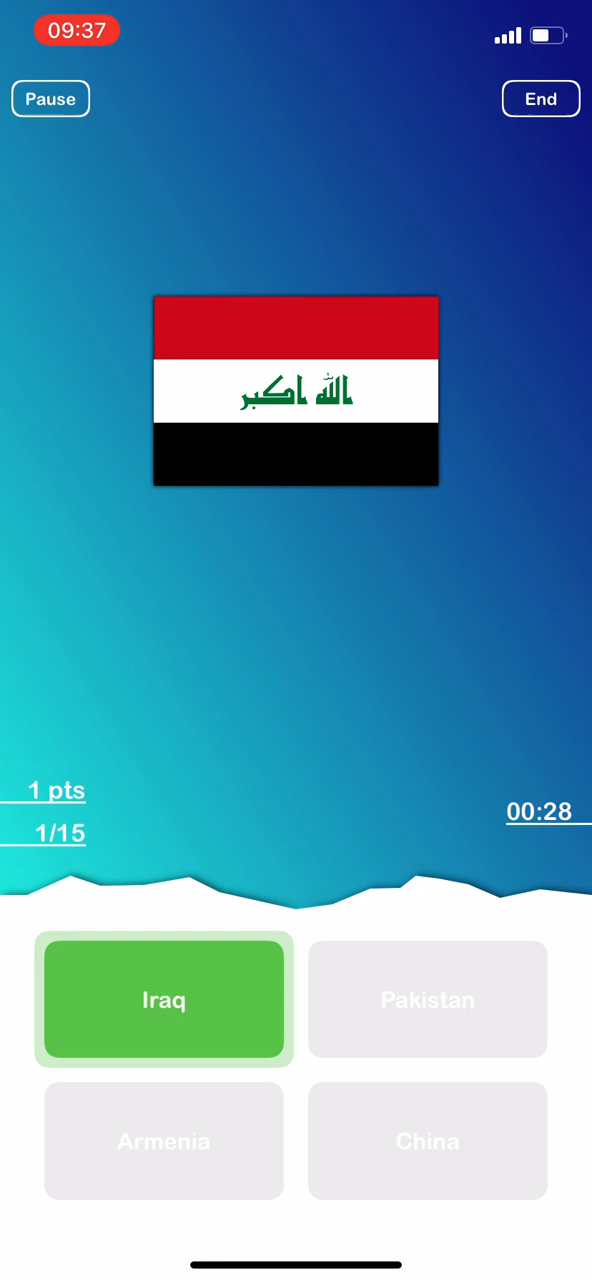 09:37
Pause
End
الله اكبر
1 pts
1/15
00:28
Iraq
Pakistan
Armenia
China